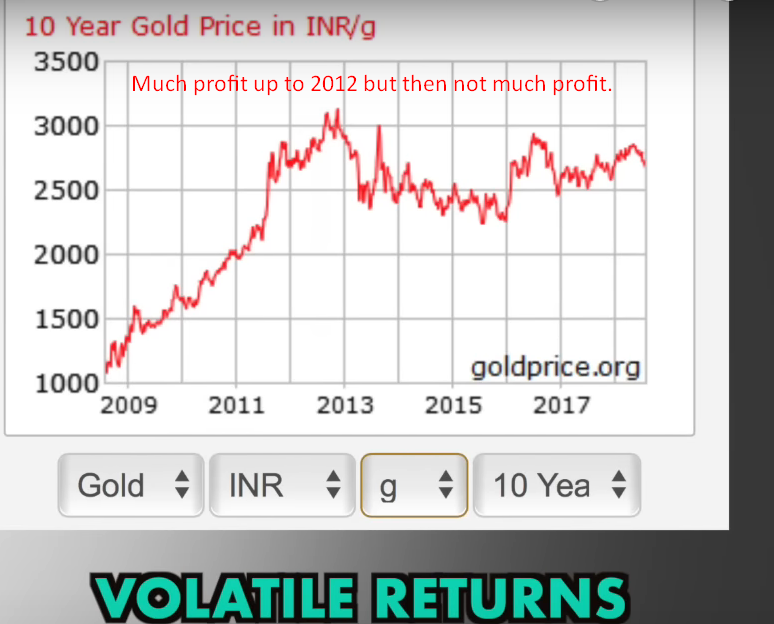 10 Year Gold Price in INR/g
3500
Much profit up to 2012 but then not much profit.
3000
2500
2000
1500
goldprice.org
1000
2009 2011 2013 2015 2017
Gold INR g 10 Yea
VOLATILE RETURNS